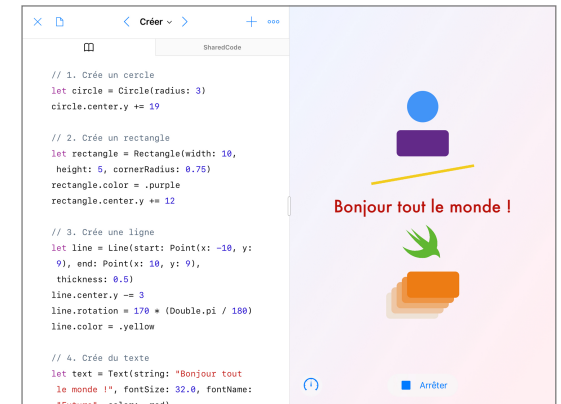 Créer
SharedCode
// 1. Crée un cercle
let circle = Circle(radius: 3)
circle.center.y += 19
// 2. Crée un rectangle
let rectangle = Rectangle(width: 10,
height: 5, cornerRadius: 0.75)
rectangle.color = .purple
rectangle.center.y += 12
// 3. Crée une ligne
let line = Line(start: Point(x: -10, y:
9), end: Point(x: 10, y: 9),
thickness: 0.5)
line.center.y -= 3
line.rotation = 170 * (Double.pi / 180)
line.color = .yellow
// 4. Crée du texte
let text = Text(string: "Bonjour tout
le monde !", fontSize: 32.0, fontName:
Bonjour tout le monde !
Arrêter